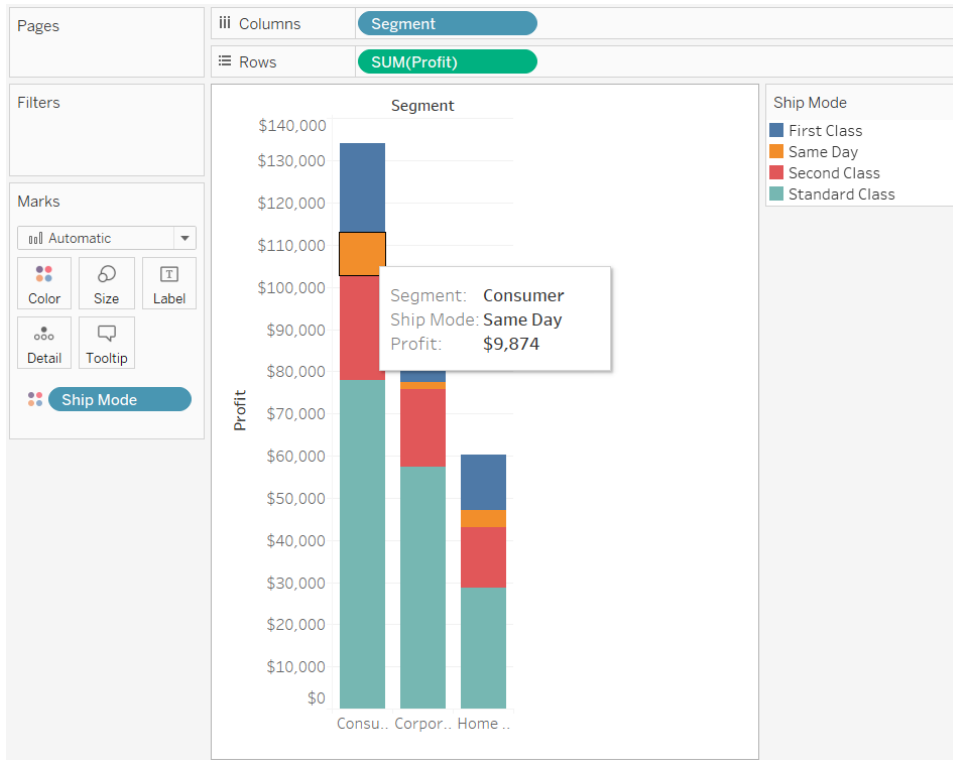 Pages
Columns
Segment
Rows
SUM(Profit)
Filters
Marks
Automatic
Color
Size
T
Label
Detail
Tooltip
Ship Mode
Segment
$140,000
$130,000
$120,000
$110,000
$100,000
$90,000
$80,000
$70,000
$60,000
$50,000
$40,000
$30,000
$20,000
$10,000
$0
Profit
Segment: Consumer
Ship Mode: Same Day
Profit: $9,874
Consu.. Corpor.. Home ..
Ship Mode
First Class
Same Day
Second Class
Standard Class